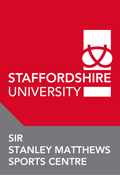 STAFFORDSHIRE
UNIVERSITY
SIR
STANLEY MATTHEWS
SPORTS CENTRE